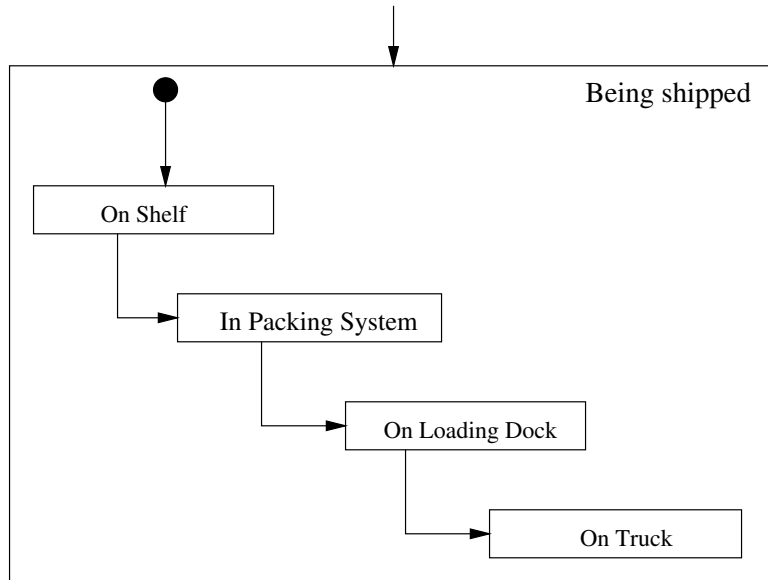 Being shipped
On Shelf
In Packing System
On Loading Dock
On Truck